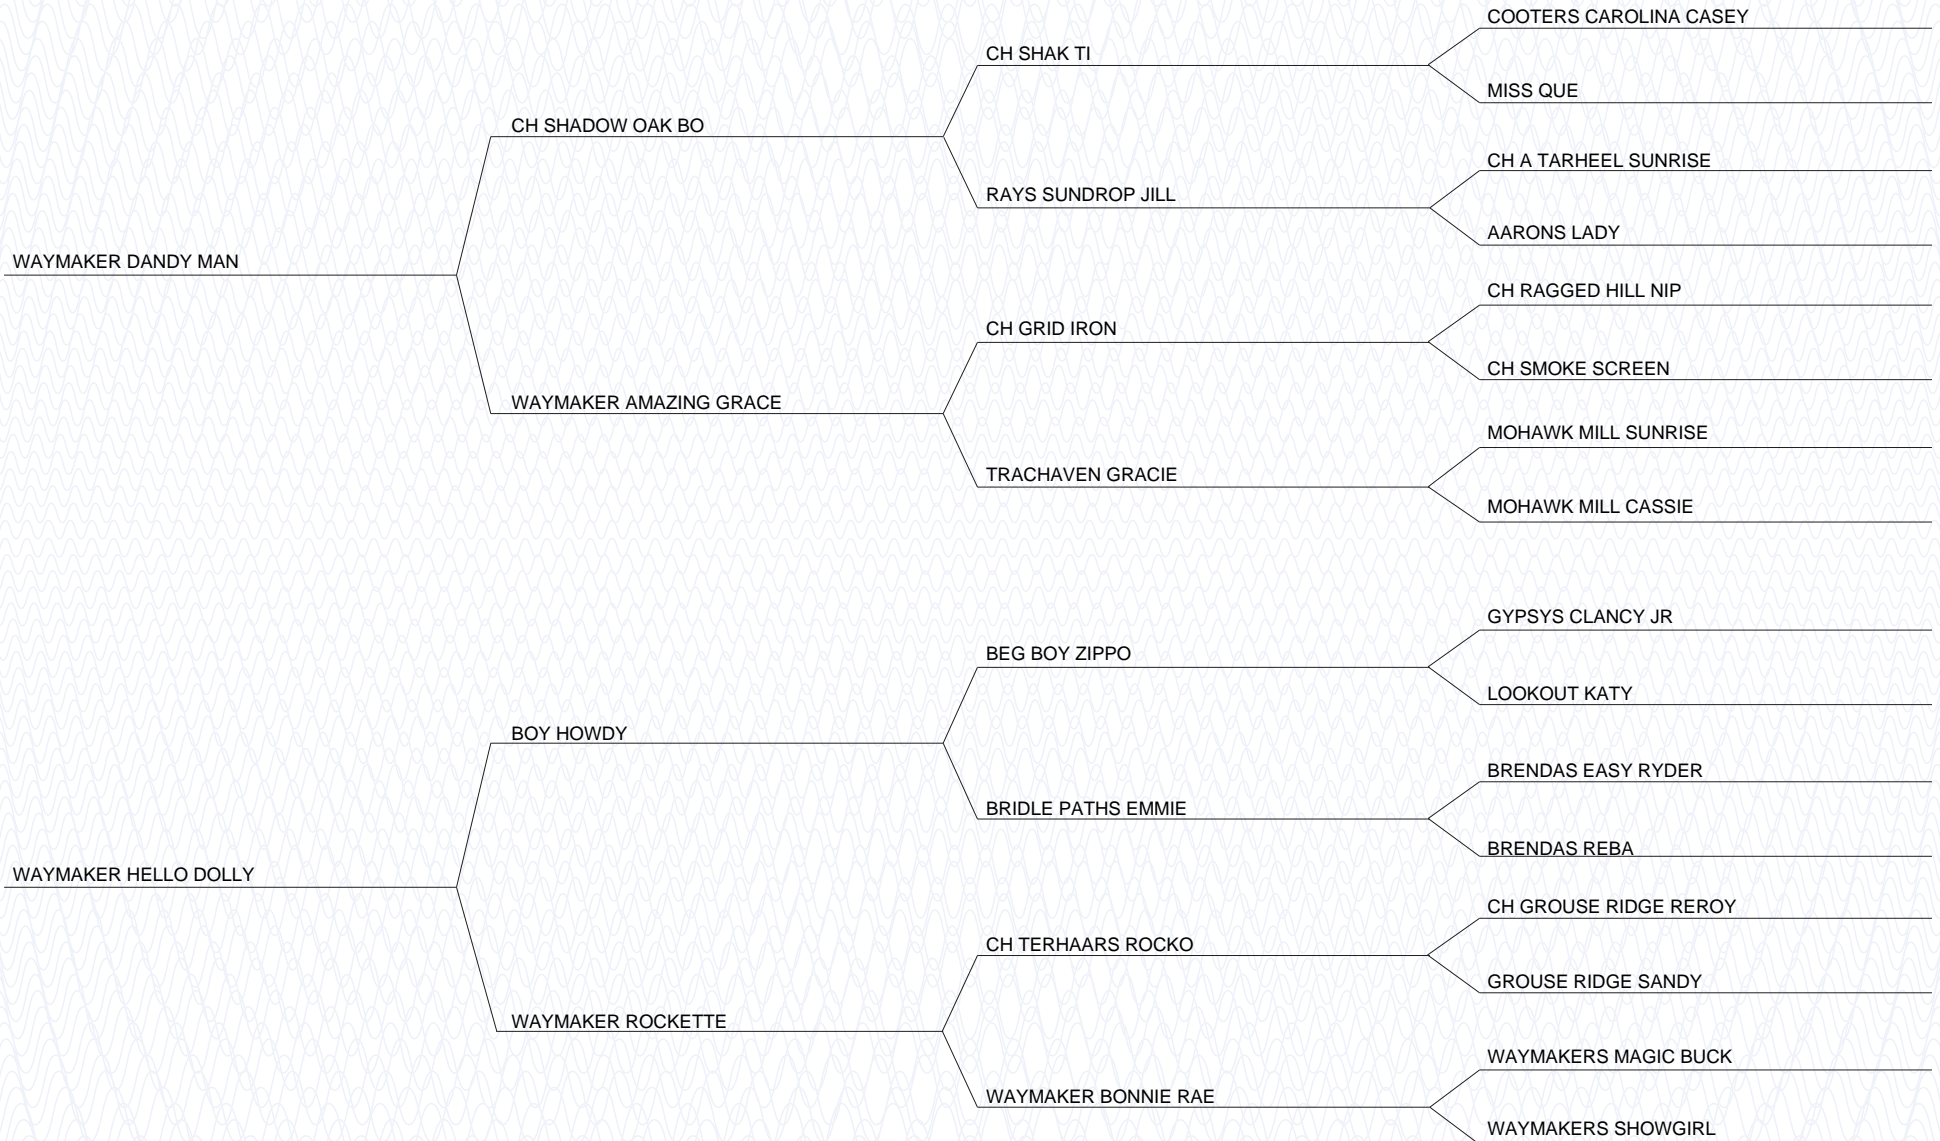 COOTERS CAROLINA CASEY
CH SHAK TI
MISS QUE
CH SHADOW OAK BO
CH A TARHEEL SUNRISE
RAYS SUNDROP JILL
AARONS LADY
WAYMAKER DANDY MAN
CH RAGGED HILL NIP
CH GRID IRON
CH SMOKE SCREEN
WAYMAKER AMAZING GRACE
MOHAWK MILL SUNRISE
TRACHAVEN GRACIE
MOHAWK MILL CASSIE
GYPSYS CLANCY JR
BEG BOY ZIPPO
LOOKOUT KATY
BOY HOWDY
BRENDAS EASY RYDER
BRIDLE PATHS EMMIE
BRENDAS REBA
WAYMAKER HELLO DOLLY
CH GROUSE RIDGE REROY
CH TERHAARS ROCKO
GROUSE RIDGE SANDY
WAYMAKER ROCKETTE
WAYMAKERS MAGIC BUCK
WAYMAKER BONNIE RAE
WAYMAKERS SHOWGIRL